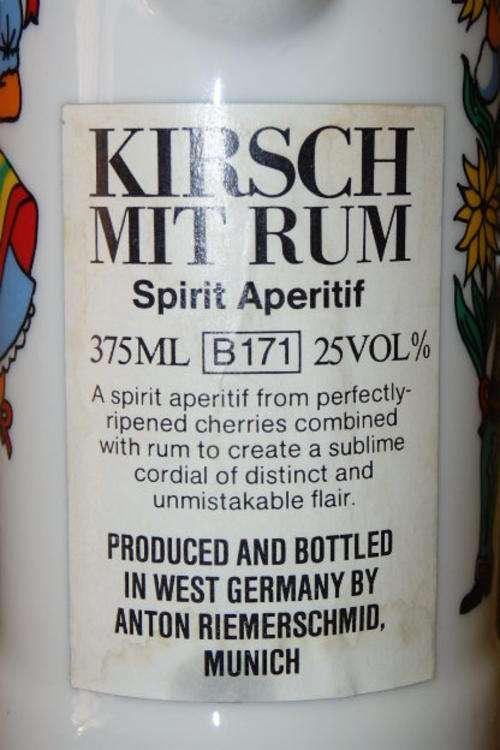 KIRSCH
MIT RUM
Spirit Aperitif
375ML B171 25VOL%
A spirit aperitif from perfectly-
ripened cherries combined
with rum to create a sublime
cordial of distinct and
unmistakable flair.
PRODUCED AND BOTTLED
IN WEST GERMANY BY
ANTON RIEMERSCHMID,
MUNICH